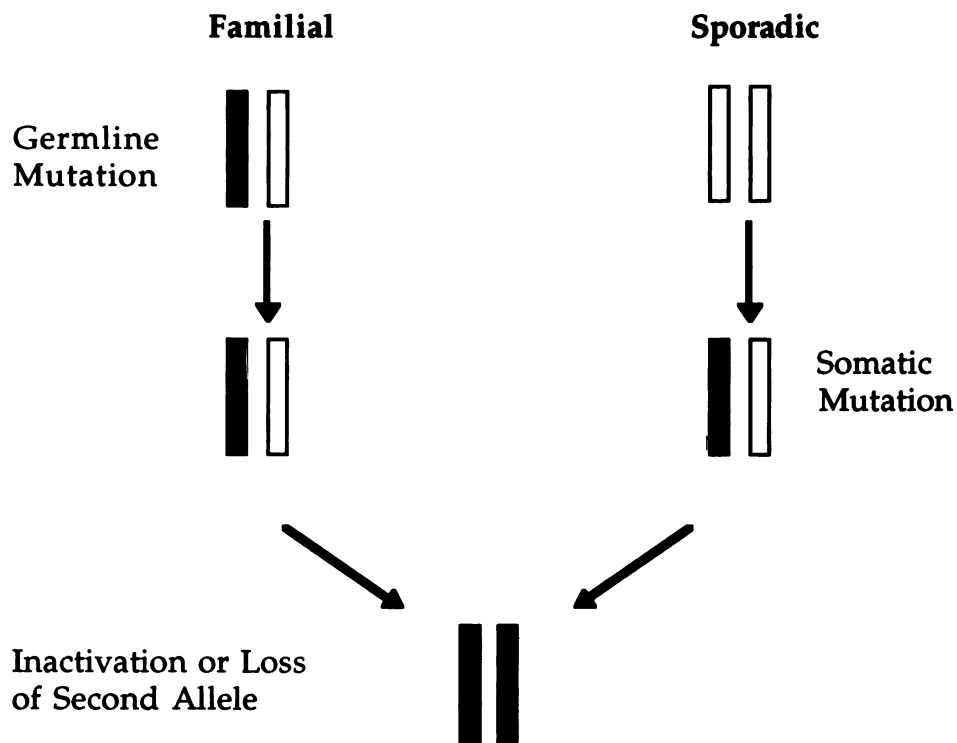 Familial
Sporadic
Germline
Mutation
Somatic
Mutation
Inactivation or Loss
of Second Allele